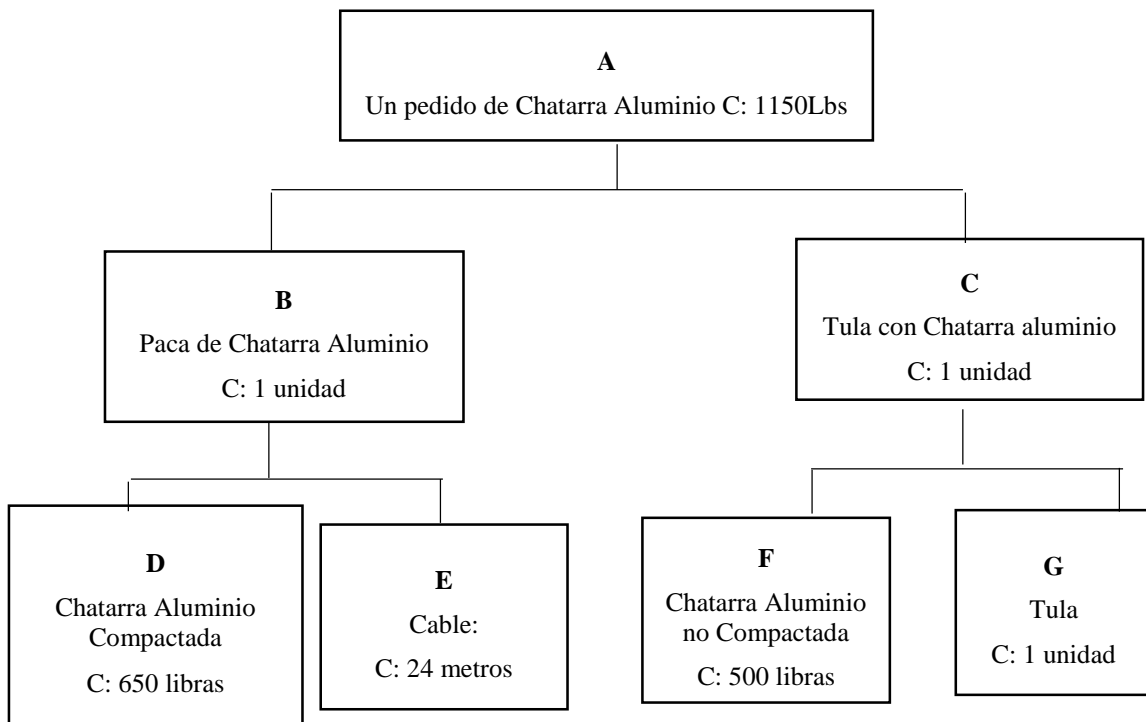 A
Un pedido de Chatarra Aluminio C: 1150Lbs
B
Paca de Chatarra Aluminio
C: 1 unidad
C
Tula con Chatarra aluminio
C: 1 unidad
D
Chatarra Aluminio
Compactada
C: 650 libras
E
Cable:
C: 24 metros
F
Chatarra Aluminio
no Compactada
C: 500 libras
G
Tula
C: 1 unidad